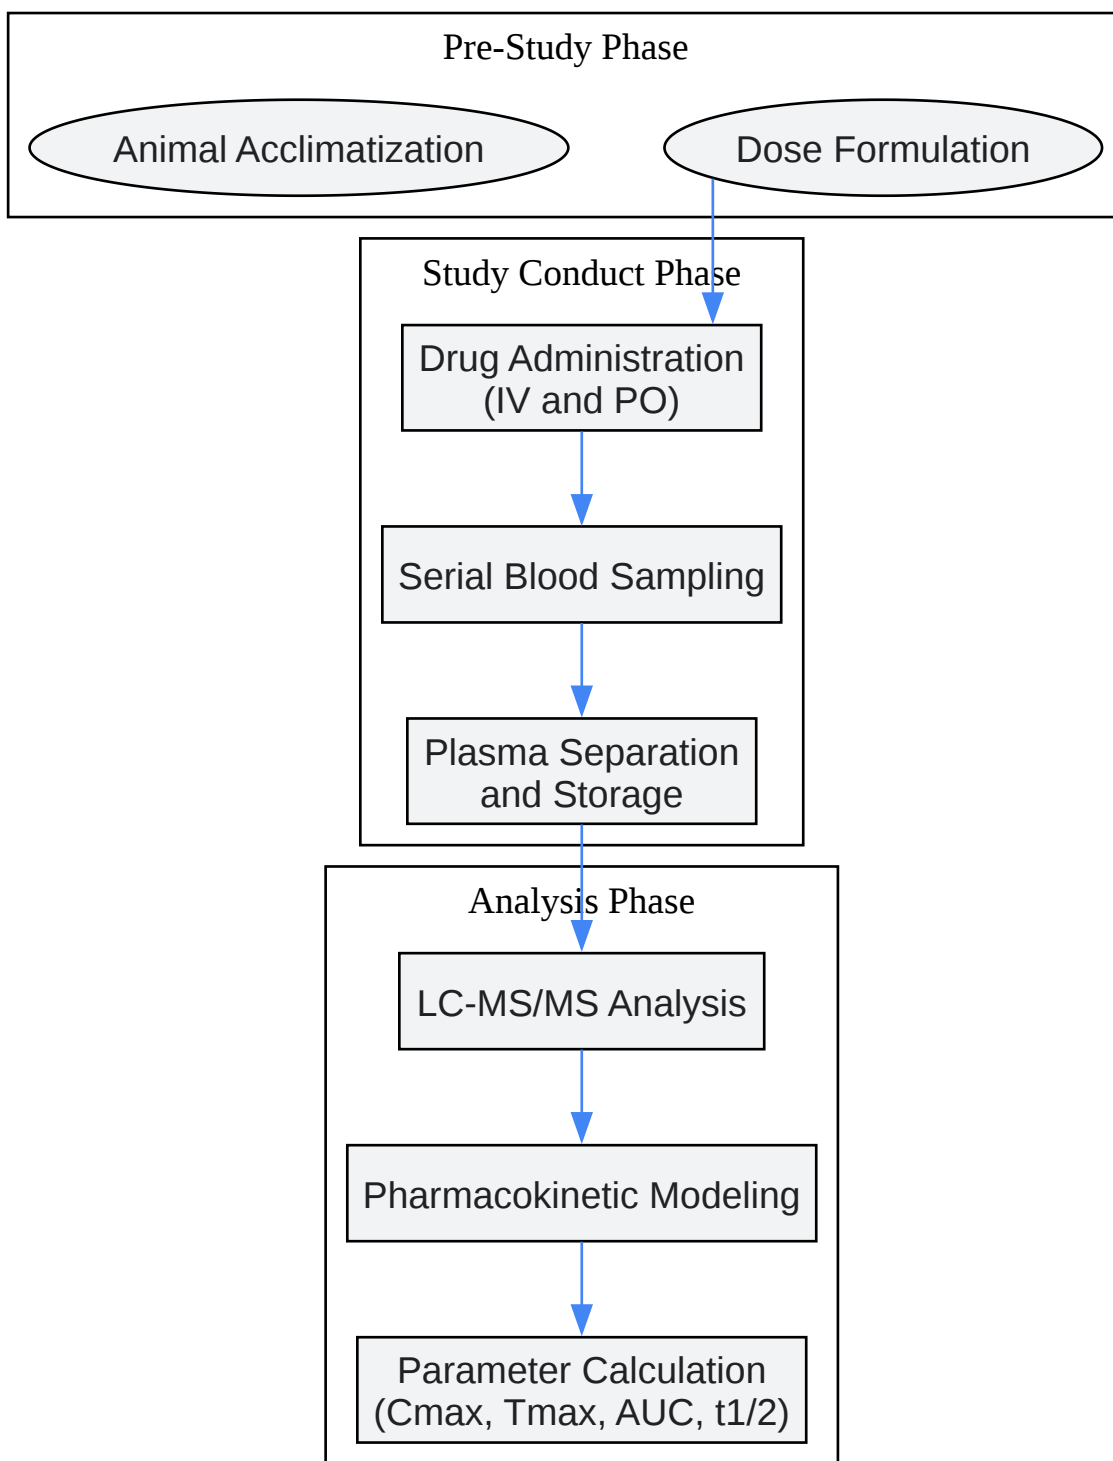 Pre-Study Phase
Animal Acclimatization
Dose Formulation
Study Conduct Phase
Drug Administration
(IV and PO)
Serial Blood Sampling
Plasma Separation
and Storage
Analysis Phase
LC-MS/MS Analysis
Pharmacokinetic Modeling
Parameter Calculation
(Cmax, Tmax, AUC, t1/2)